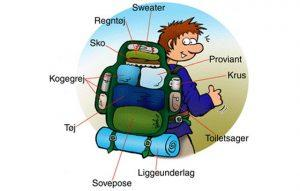 Sweater
Regntøj
Sko
Proviant
Kogegrej
Krus
Tøj
Toiletsager
Liggeunderlag
Sovepose